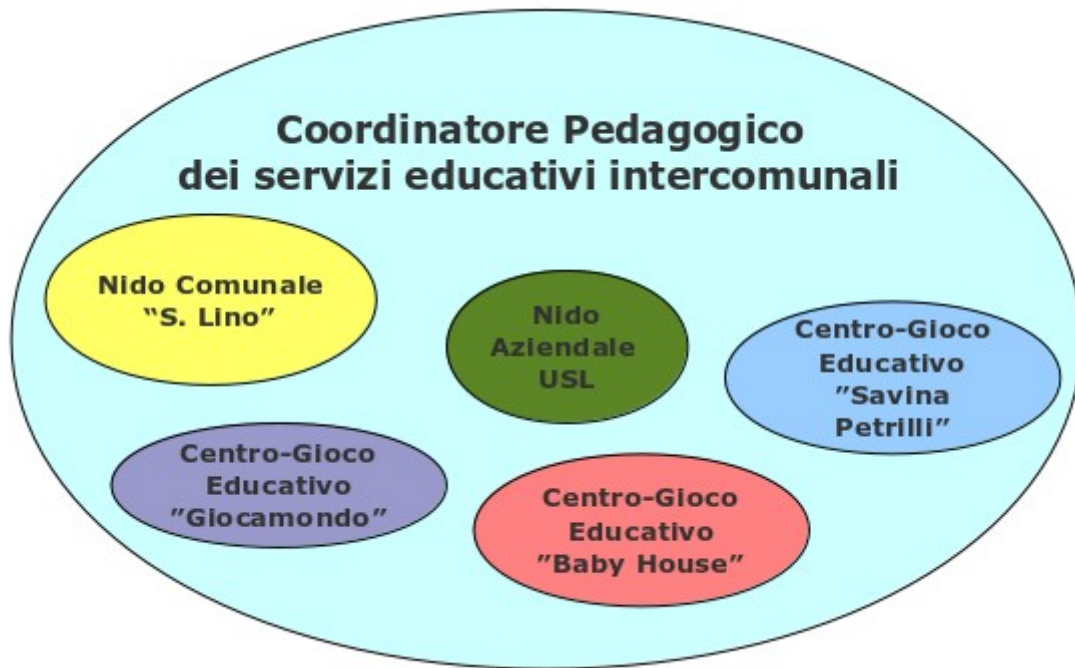 Coordinatore Pedagogico
dei servizi educativi intercomunali
Nido Comunale
“S. Lino”
Nido
Aziendale
USL
Centro-Gioco
Educativo
”Savina
Petrilli”
Centro-Gioco
Educativo
”Giocamondo”
Centro-Gioco
Educativo
”Baby House”